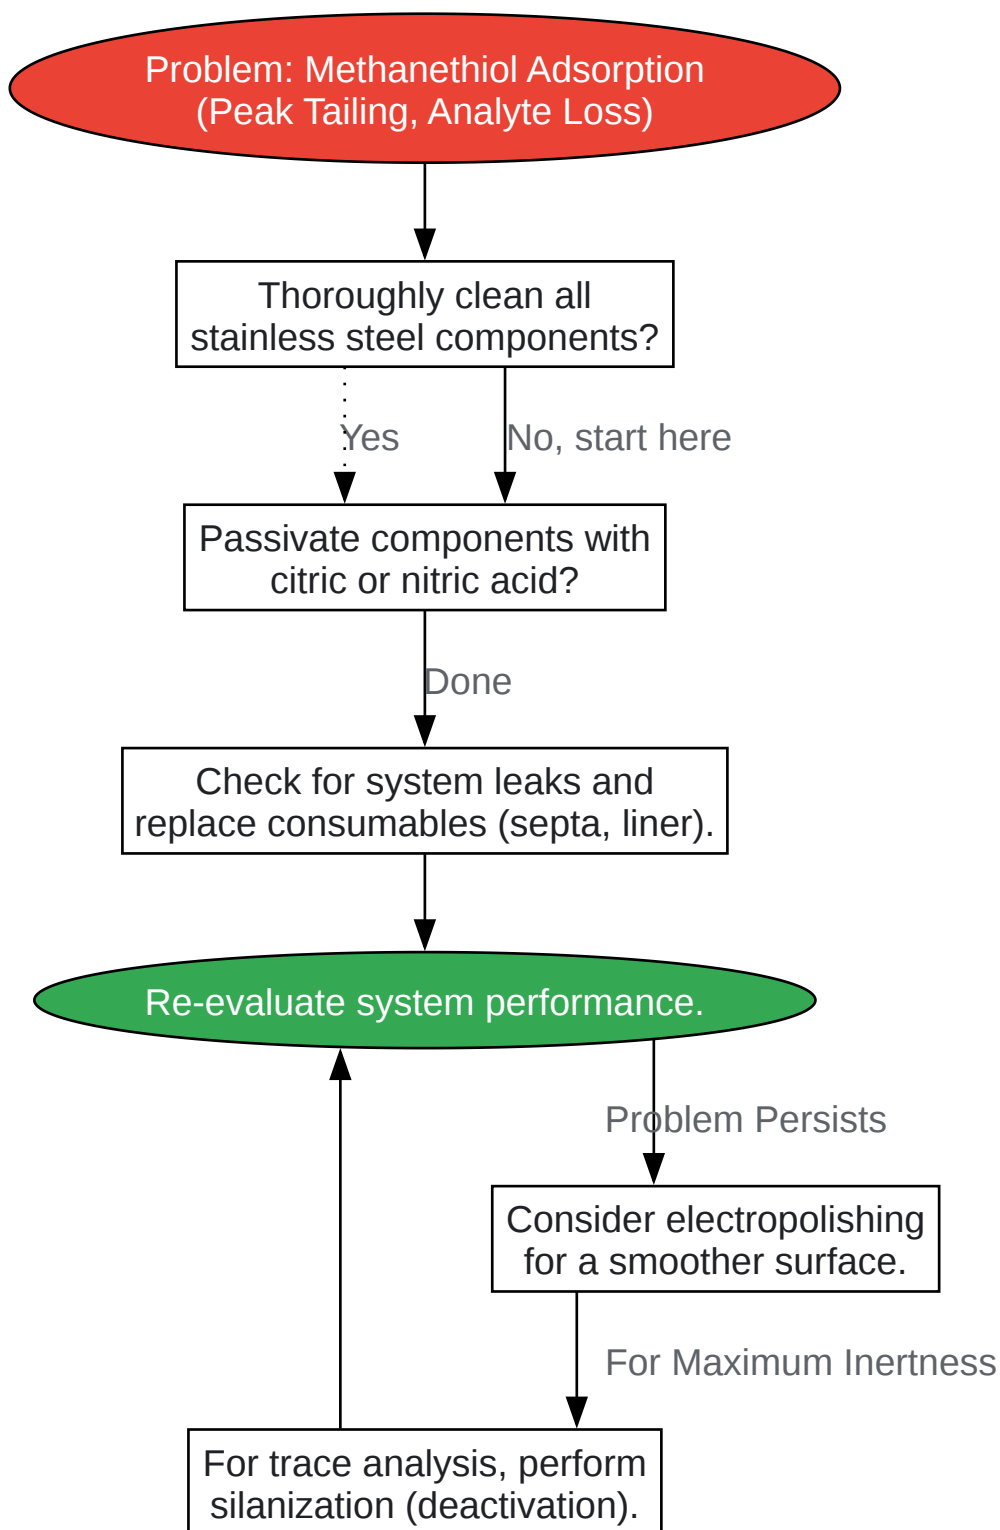 Problem: Methanethiol Adsorption
(Peak Tailing, Analyte Loss)
Thoroughly clean all
stainless steel components?
Yes
No, start here
Passivate components with
citric or nitric acid?
Done
Check for system leaks and
replace consumables (septa, liner).
Re-evaluate system performance.
Problem Persists
Consider electropolishing
for a smoother surface.
For Maximum Inertness
For trace analysis, perform
silanization (deactivation).